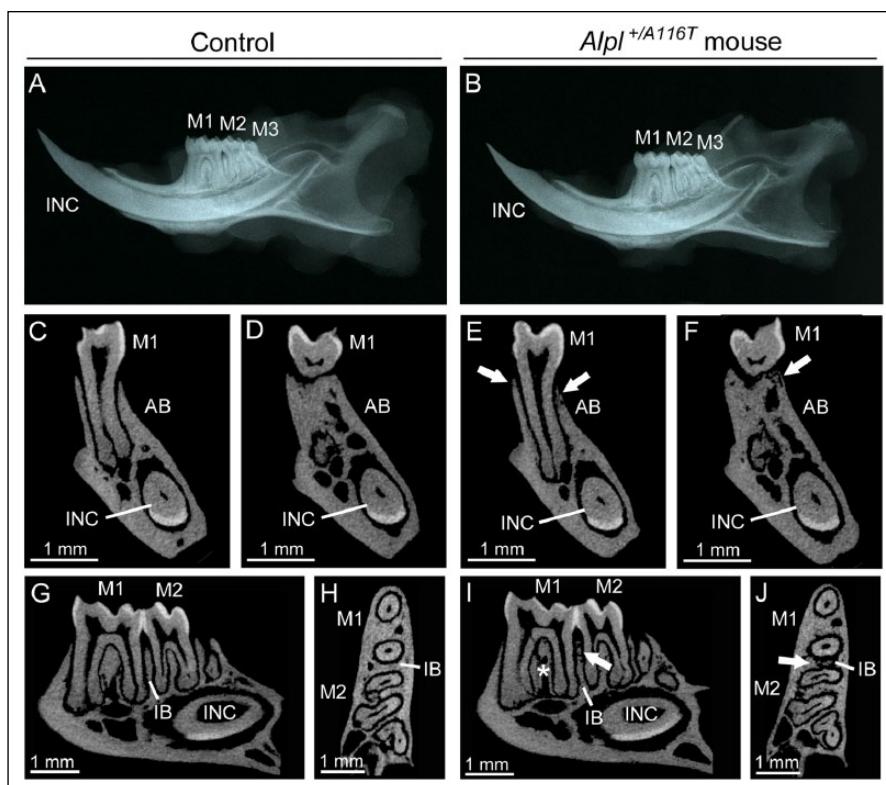 Control
Alpl +/A116T mouse
A
M1 M2 M3
INC
B
M1 M2 M3
INC
C
M1
AB
INC
1 mm
D
M1
AB
INC
1 mm
E
M1
AB
INC
1 mm
F
M1
AB
INC
1 mm
G
M1 M2
IB
INC
1 mm
H
M1
IB
M2
1 mm
I
M1 M2
*
IB
INC
1 mm
J
M1
IB
M2
1 mm